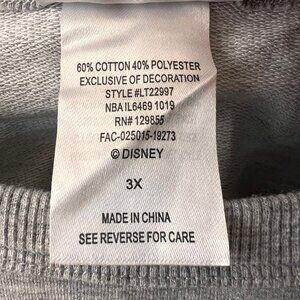 60% COTTON 40% POLYESTER
EXCLUSIVE OF DECORATION
STYLE #LT22997
NBA IL6469 1019
RN# 129855
FAC-025015-19273
© DISNEY
3X
MADE IN CHINA
SEE REVERSE FOR CARE